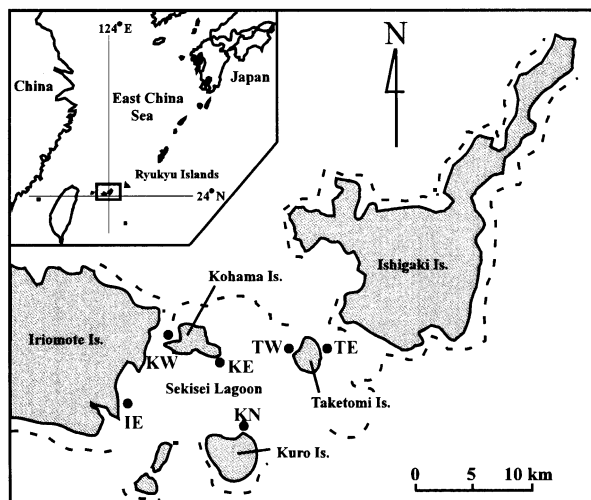 124°E
N
China
Japan
East China
Sea
Ryukyu Islands
24°N
Kohama Is.
Ishigaki Is.
Iriomote Is.
KW
TW
TE
KE
Sekisei Lagoon
Taketomi Is.
IE
KN
Kuro Is.
0 5 10 km